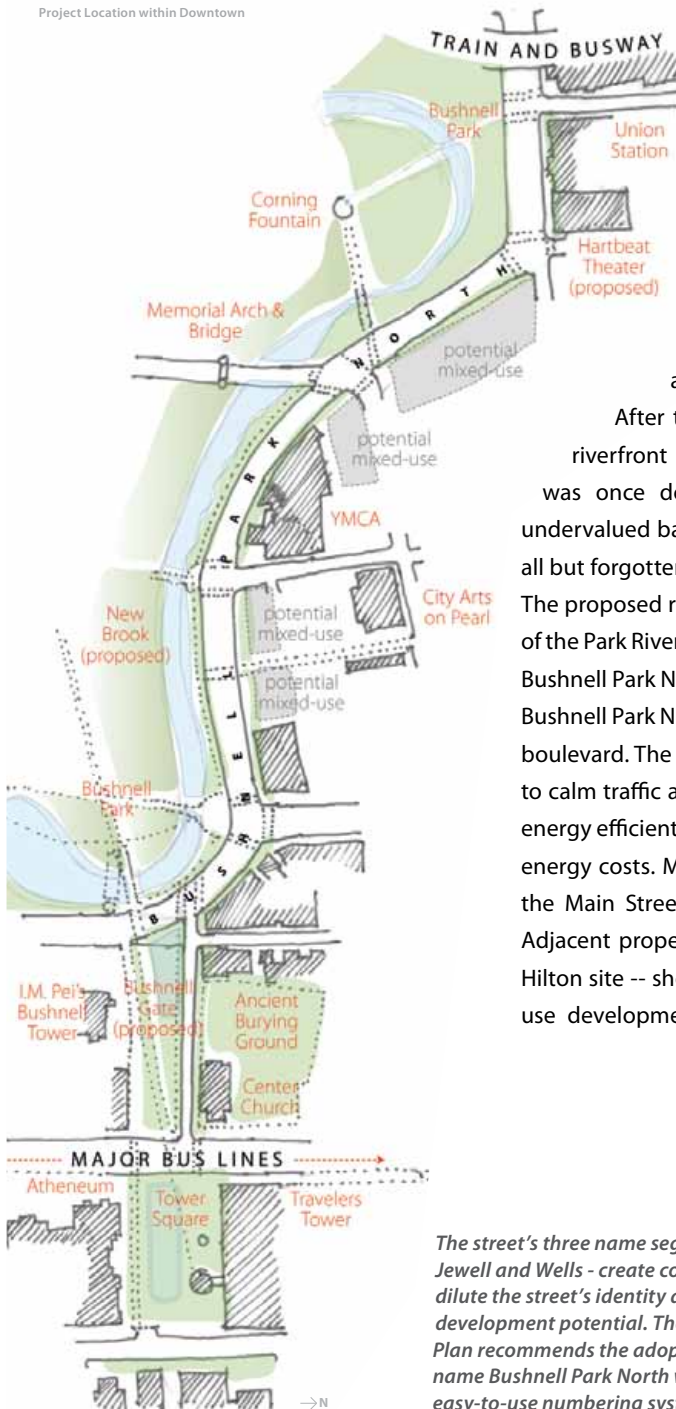 Project Location within Downtown
TRAIN AND BUSWAY
Bushnell
Park
Union
Station
Corning
Fountain
Hartbeat
Theater
(proposed)
Memorial Arch &
Bridge
potential
mixed-use
potential
mixed-use
YMCA
City Arts
on Pearl
New
Brook
(proposed)
potential
mixed-use
potential
mixed-use
Bushnell
Park
BUSHNELL PARK NORTH
I.M. Pei's
Bushnell
Tower
Bushnell
Gate
(proposed)
Ancient
Burying
Ground
Center
Church
MAJOR BUS LINES
Atheneum
Tower
Square
Travelers
Tower
N
a
After t
riverfront
was once de
undervalued ba
all but forgotten
The proposed r
of the Park River
Bushnell Park N
Bushnell Park N
boulevard. The
to calm traffic a
energy efficient
energy costs. M
the Main Stree
Adjacent prope
Hilton site -- sh
use developme
The street's three name seg
Jewell and Wells - create co
dilute the street's identity a
development potential. The
Plan recommends the adop
name Bushnell Park North w
easy-to-use numbering syst